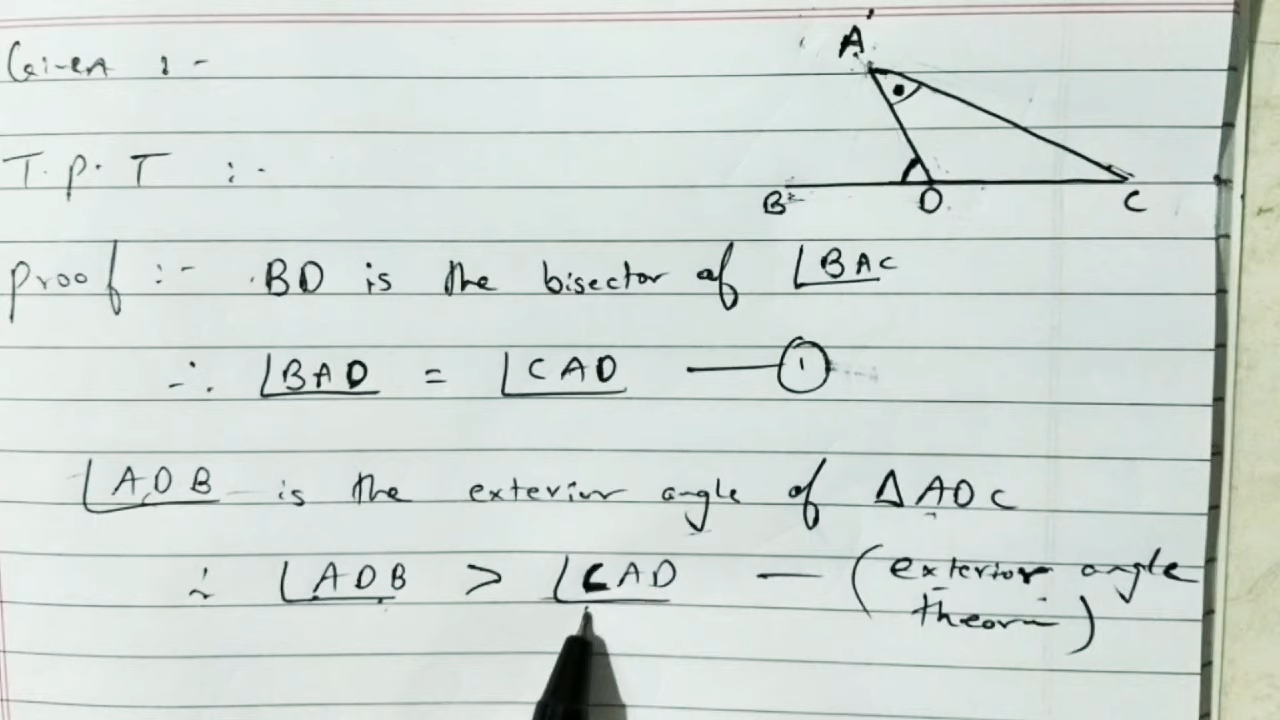 Given :-
A
T.P.T :-
B D C
Proof :- BD is the bisector of ∠BAC
∴ ∠BAD = ∠CAD — ①
∠ADB is the exterior angle of ΔADC
∴ ∠ADB > ∠CAD — (exterior angle
theorm)